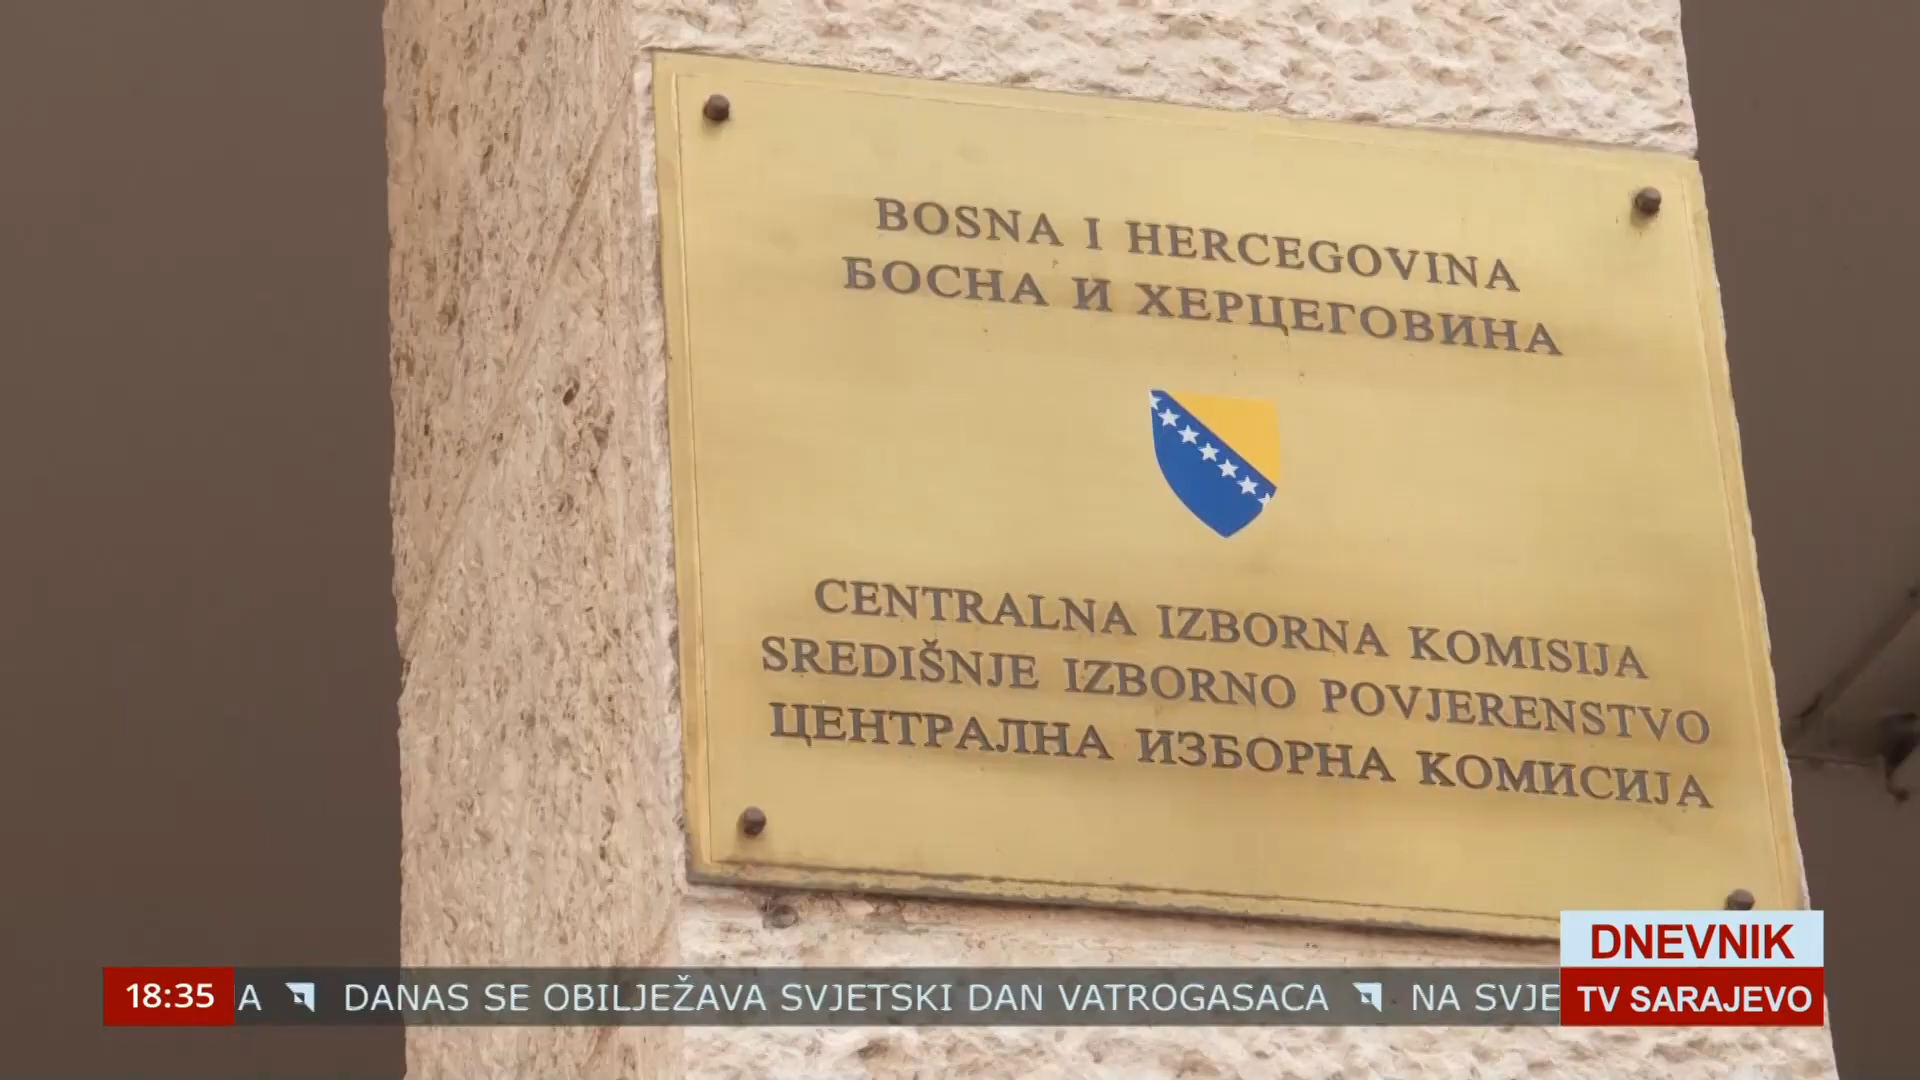 BOSNA I HERCEGOVINA
БОСНА И ХЕРЦЕГОВИНА
CENTRALNA IZBORNA KOMISIJA
SREDIŠNJE IZBORNO POVJERENSTVO
ЦЕНТРАЛНА ИЗБОРНА КОМИСИЈА
DNEVNIK
18:35 A DANAS SE OBILJEŽAVA SVJETSKI DAN VATROGASACA NA SVJE TV SARAJEVO